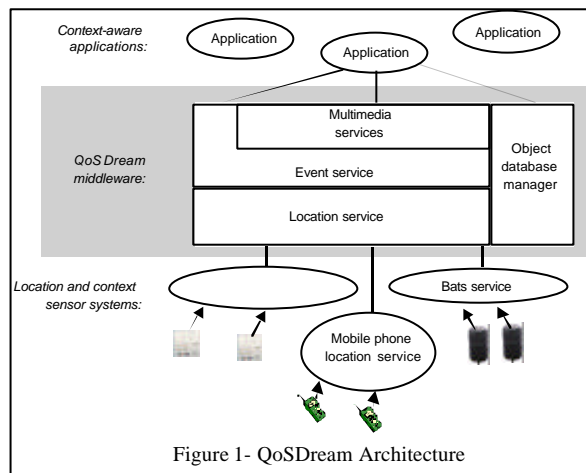 Context-aware
applications:
Application
Application
Application
QoS Dream
middleware:
Multimedia
services
Event service
Object
database
manager
Location service
Location and context
sensor systems:
Bats service
Mobile phone
location service
Figure 1- QoSDream Architecture